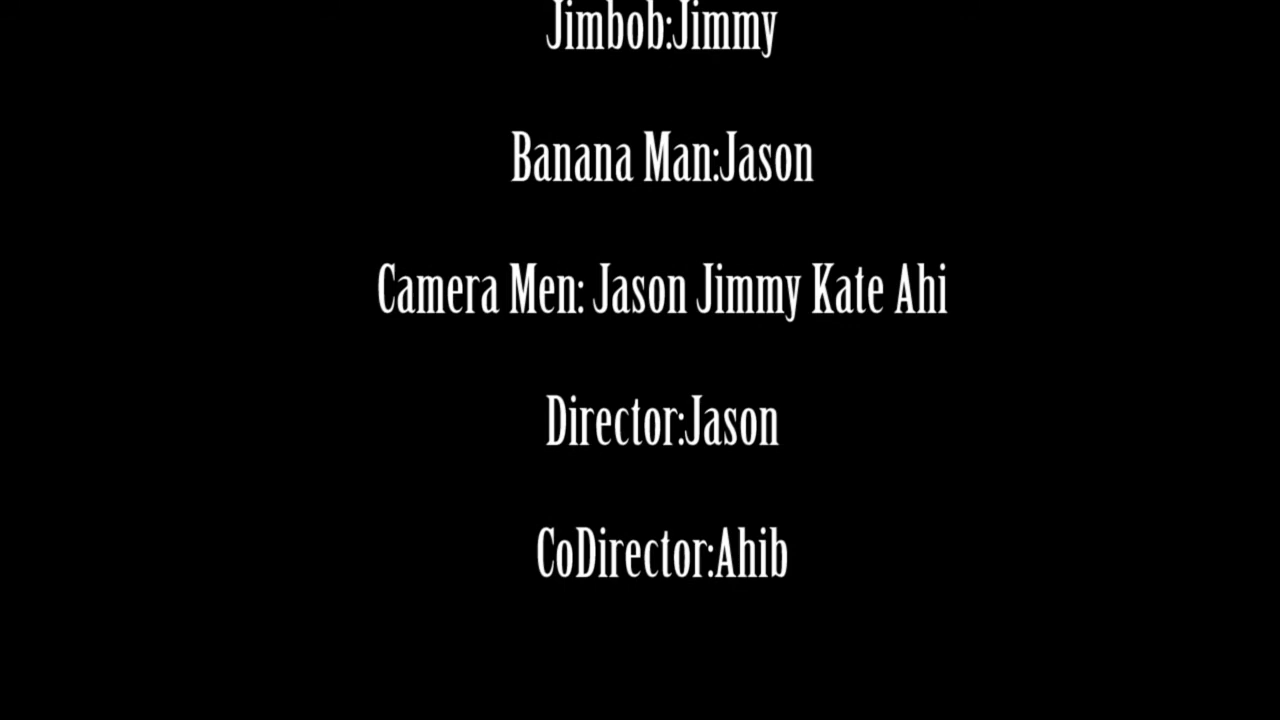 Jimbob:Jimmy
Banana Man:Jason
Camera Men: Jason Jimmy Kate Ahi
Director:Jason
CoDirector:Ahib